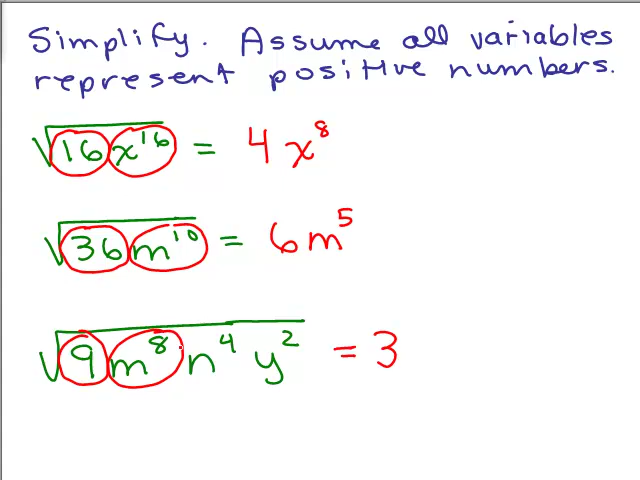 Simplify. Assume all variables
represent positive numbers.
√16x¹⁶ = 4x⁸
√36m¹⁰ = 6m⁵
√9m⁸n⁴y² = 3